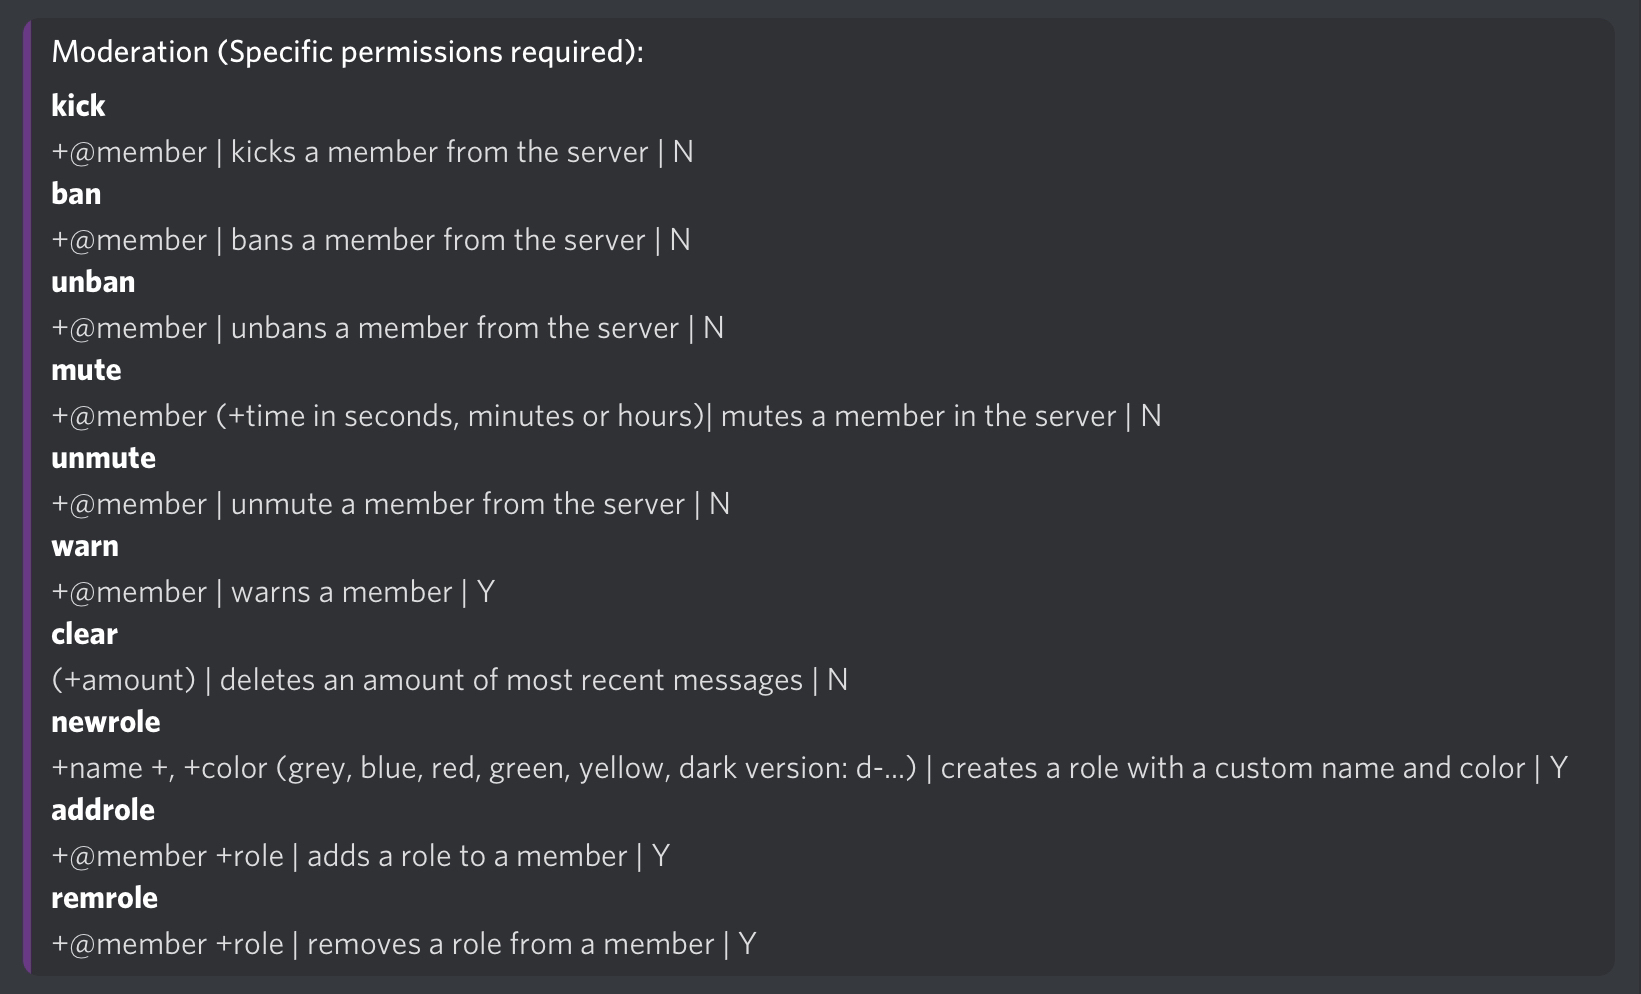 Moderation (Specific permissions required):
kick
+@member | kicks a member from the server | N
ban
+@member | bans a member from the server | N
unban
+@member | unbans a member from the server | N
mute
+@member (+time in seconds, minutes or hours)| mutes a member in the server | N
unmute
+@member | unmute a member from the server | N
warn
+@member | warns a member | Y
clear
(+amount) | deletes an amount of most recent messages | N
newrole
+name +, +color (grey, blue, red, green, yellow, dark version: d-...) | creates a role with a custom name and color | Y
addrole
+@member +role | adds a role to a member | Y
remrole
+@member +role | removes a role from a member | Y